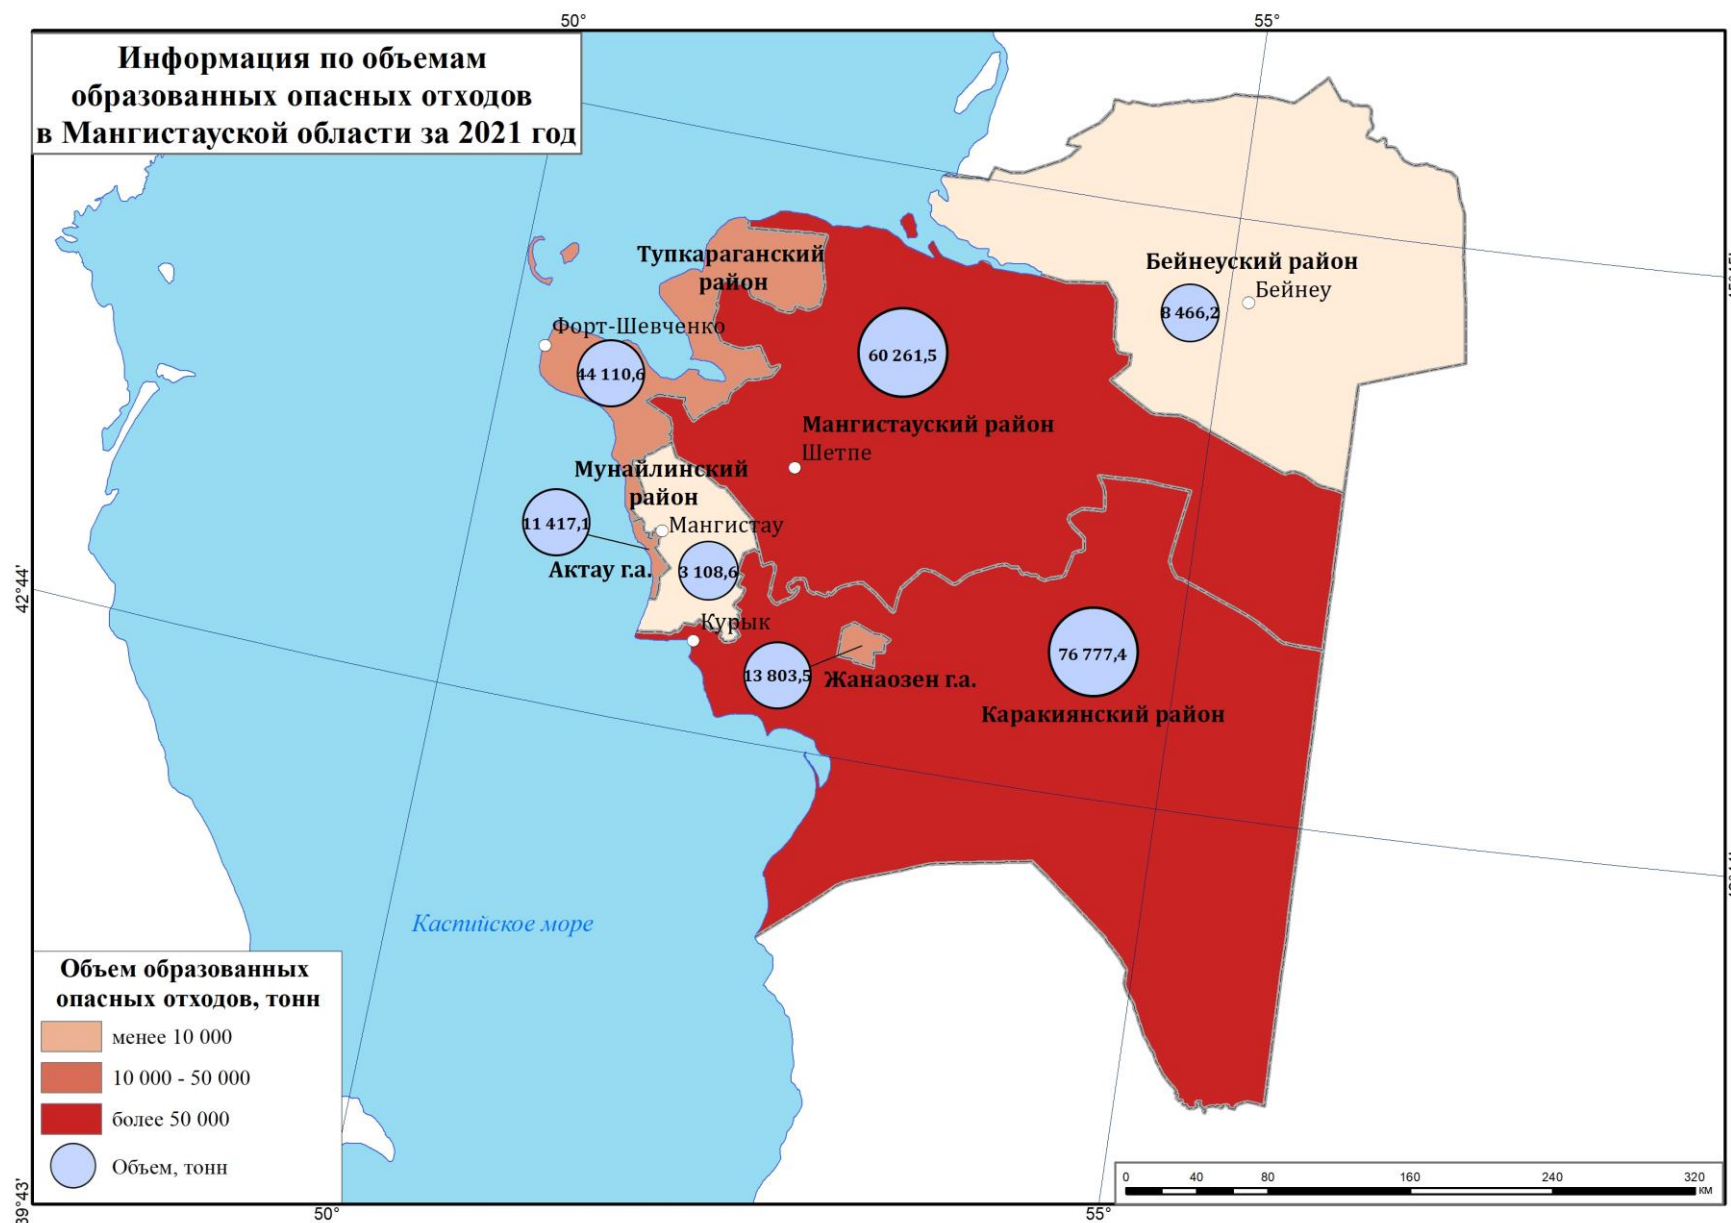 50°
55°
Информация по объемам
образованных опасных отходов
в Мангистауской области за 2021 год
Тупкараганский
район
Бейнеуский район
Бейнеу
8 466,2
Форт-Шевченко
44 110,6
60 261,5
Мангистауский район
Шетпе
Мунайлинский
район
11 417,1
Мангистау
Актау г.а.
3 108,6
42°44'
Курык
13 803,5
Жанаозен г.а.
76 777,4
Каракиянский район
Каспийское море
Объем образованных
опасных отходов, тонн
менее 10 000
10 000 - 50 000
более 50 000
Объем, тонн
0 40 80 160 240 320
км
39°43'
50°
55°